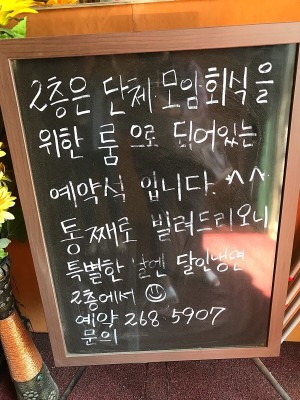 2층은 단체 모암 회식을
위한 룸으로 되어있는
예약석 입니다. ^^
통째로 빌려드리오니
특별한 날엔 달인냉면
2층에서 ☺
예약 268 5907
문의